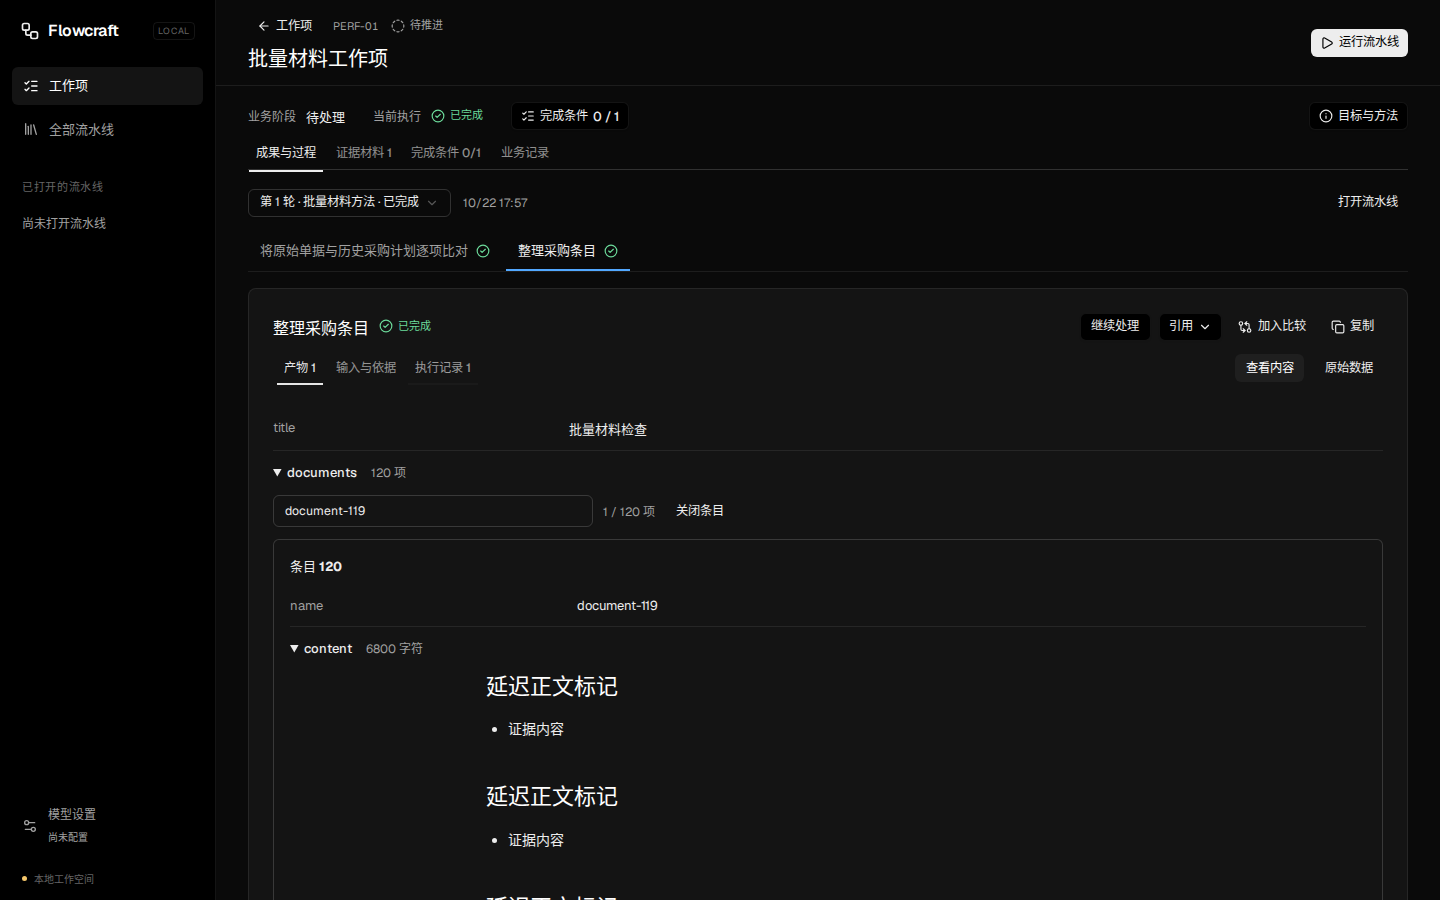 Flowcraft LOCAL
工作项
全部流水线
已打开的流水线
尚未打开流水线
模型设置
尚未配置
本地工作空间
工作项 PERF-01 待推进
批量材料工作项
运行流水线
业务阶段 待处理 当前执行 已完成 完成条件 0 / 1 目标与方法
成果与过程 证据材料 1 完成条件 0/1 业务记录
第 1 轮 · 批量材料方法 · 已完成 10/22 17:57 打开流水线
将原始单据与历史采购计划逐项比对 整理采购条目
整理采购条目 已完成 继续处理 引用 加入比较 复制
产物 1 输入与依据 执行记录 1 查看内容 原始数据
title 批量材料检查
documents 120 项
document-119 1 / 120 项 关闭条目
条目 120
name document-119
content 6800 字符
延迟正文标记
证据内容
延迟正文标记
证据内容
延迟正文标记